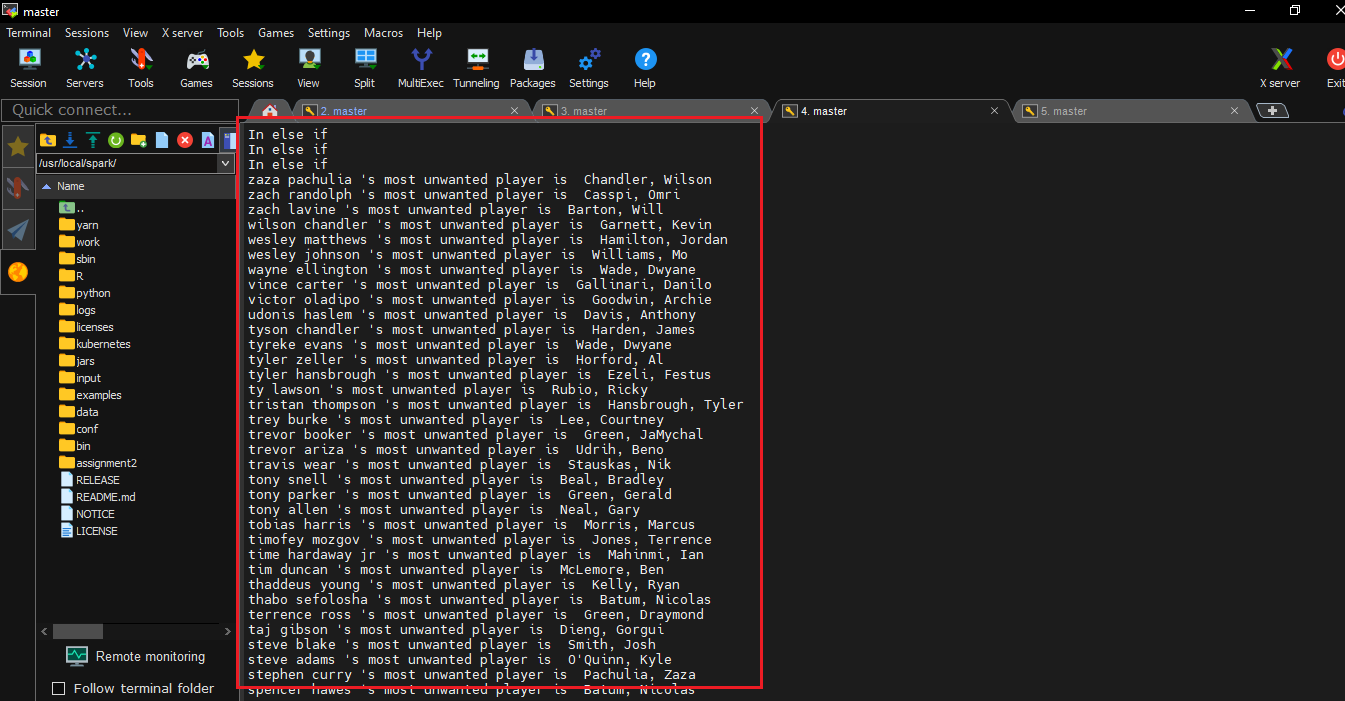 master
Terminal Sessions View X server Tools Games Settings Macros Help
Session Servers Tools Games Sessions View Split MultiExec Tunneling Packages Settings Help X server Exit
Quick connect...
2. master
3. master
4. master
5. master
/usr/local/spark/
Name
..
yarn
work
sbin
R
python
logs
licenses
kubernetes
jars
input
examples
data
conf
bin
assignment2
RELEASE
README.md
NOTICE
LICENSE
Remote monitoring
Follow terminal folder
In else if
In else if
In else if
zaza pachulia 's most unwanted player is  Chandler, Wilson
zach randolph 's most unwanted player is  Casspi, Omri
zach lavine 's most unwanted player is  Barton, Will
wilson chandler 's most unwanted player is  Garnett, Kevin
wesley matthews 's most unwanted player is  Hamilton, Jordan
wesley johnson 's most unwanted player is  Williams, Mo
wayne ellington 's most unwanted player is  Wade, Dwyane
vince carter 's most unwanted player is  Gallinari, Danilo
victor oladipo 's most unwanted player is  Goodwin, Archie
udonis haslem 's most unwanted player is  Davis, Anthony
tyson chandler 's most unwanted player is  Harden, James
tyreke evans 's most unwanted player is  Wade, Dwyane
tyler zeller 's most unwanted player is  Horford, Al
tyler hansbrough 's most unwanted player is  Ezeli, Festus
ty lawson 's most unwanted player is  Rubio, Ricky
tristan thompson 's most unwanted player is  Hansbrough, Tyler
trey burke 's most unwanted player is  Lee, Courtney
trevor booker 's most unwanted player is  Green, JaMychal
trevor ariza 's most unwanted player is  Udrih, Beno
travis wear 's most unwanted player is  Stauskas, Nik
tony snell 's most unwanted player is  Beal, Bradley
tony parker 's most unwanted player is  Green, Gerald
tony allen 's most unwanted player is  Neal, Gary
tobias harris 's most unwanted player is  Morris, Marcus
timofey mozgov 's most unwanted player is  Jones, Terrence
time hardaway jr 's most unwanted player is  Mahinmi, Ian
tim duncan 's most unwanted player is  McLemore, Ben
thaddeus young 's most unwanted player is  Kelly, Ryan
thabo sefolosha 's most unwanted player is  Batum, Nicolas
terrence ross 's most unwanted player is  Green, Draymond
taj gibson 's most unwanted player is  Dieng, Gorgui
steve blake 's most unwanted player is  Smith, Josh
steve adams 's most unwanted player is  O'Quinn, Kyle
stephen curry 's most unwanted player is  Pachulia, Zaza
spencer hawes 's most unwanted player is  Batum, Nicolas